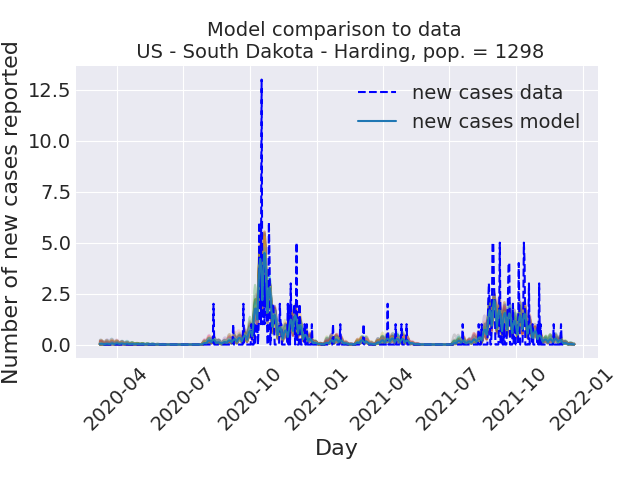 Model comparison to data
US - South Dakota - Harding, pop. = 1298
Number of new cases reported
12.5
10.0
7.5
5.0
2.5
0.0
new cases data
new cases model
2020-04
2020-07
2020-10
2021-01
2021-04
2021-07
2021-10
2022-01
Day